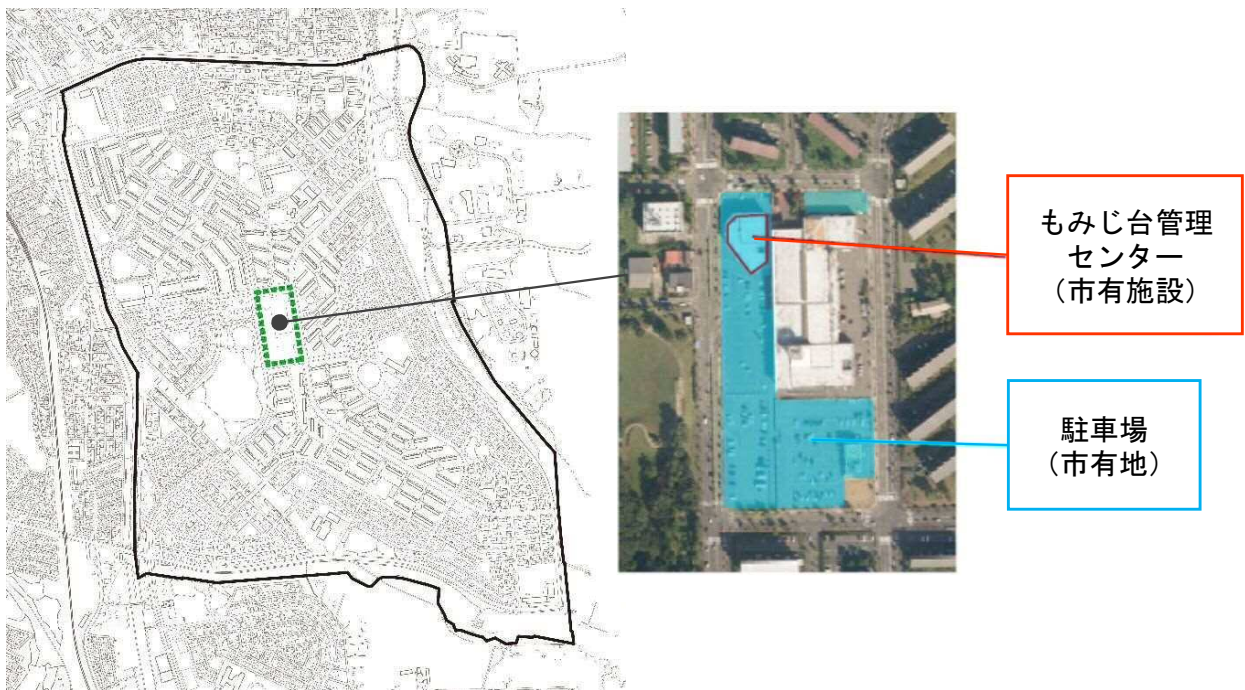 もみじ台管理
センター
（市有施設）
駐車場
（市有地）